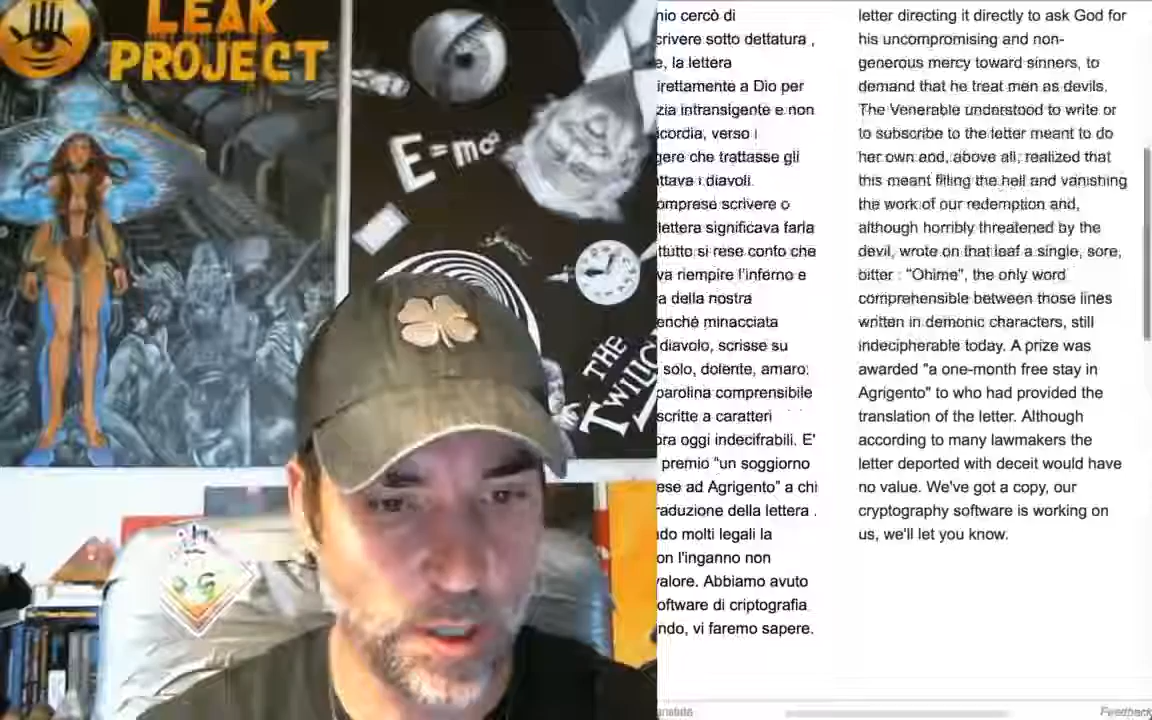 LEAK
PROJECT
E=mc²
THE
nio cercò di
crivere sotto dettatura ,
e, la lettera
irettamente a Dio per
zia intransigente e non
icordia, verso i
gere che trattasse gli
attava i diavoli.
omprese scrivere o
lettera significava farla
tutto si rese conto che
va riempire l'inferno e
a della nostra
enché minacciata
diavolo, scrisse su
solo, dolente, amaro:
parolina comprensibile
scritte a caratteri
ora oggi indecifrabili. E'
premio "un soggiorno
ese ad Agrigento" a chi
raduzione della lettera .
do molti legali la
on l'inganno non
valore. Abbiamo avuto
oftware di criptografia
ndo, vi faremo sapere.
letter directing it directly to ask God for
his uncompromising and non-
generous mercy toward sinners, to
demand that he treat men as devils.
The Venerable understood to write or
to subscribe to the letter meant to do
her own and, above all, realized that
this meant filling the hell and vanishing
the work of our redemption and,
although horribly threatened by the
devil, wrote on that leaf a single, sore,
bitter : "Ohime", the only word
comprehensible between those lines
written in demonic characters, still
indecipherable today. A prize was
awarded "a one-month free stay in
Agrigento" to who had provided the
translation of the letter. Although
according to many lawmakers the
letter deported with deceit would have
no value. We've got a copy, our
cryptography software is working on
us, we'll let you know.
Feedback